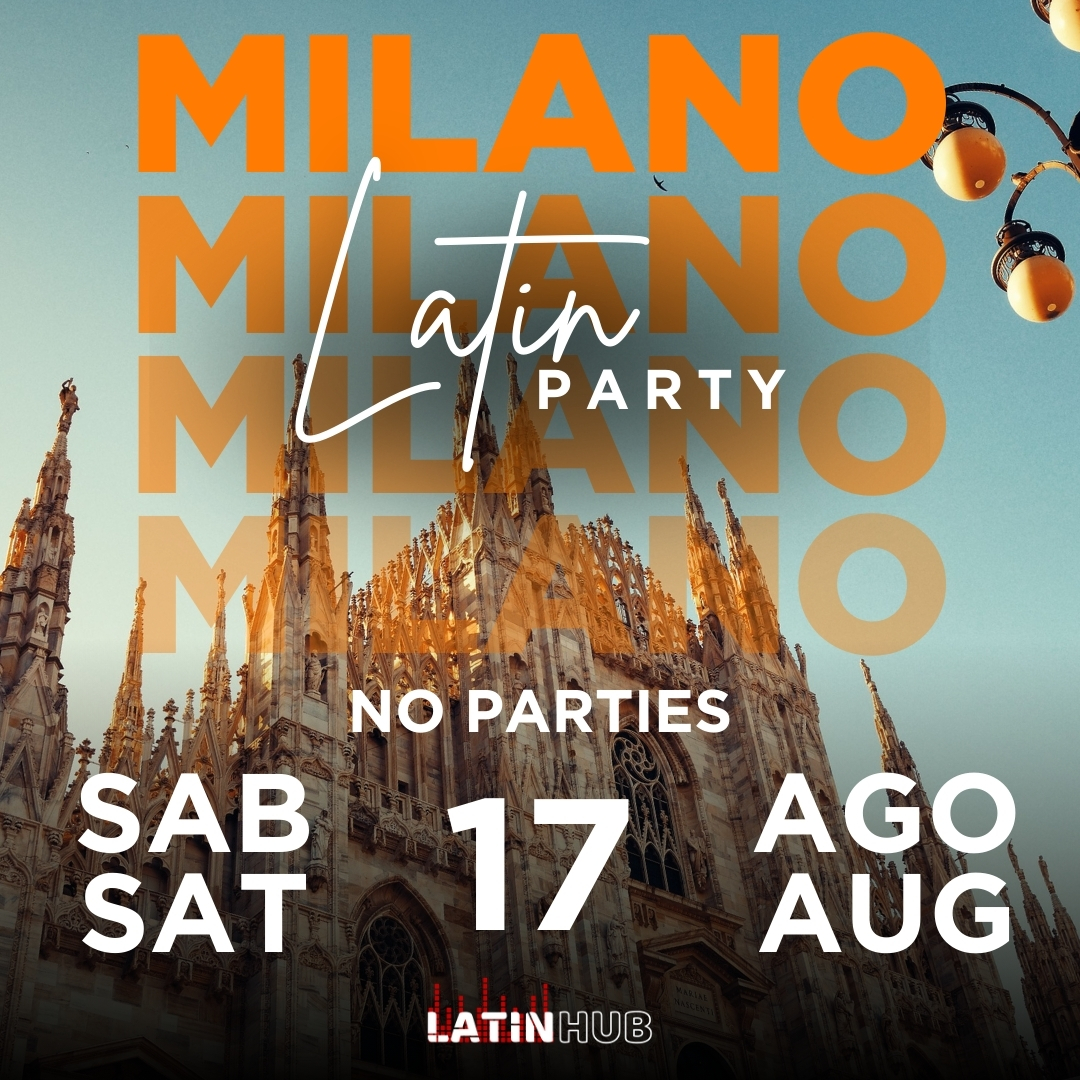 MILANO
MILANO
MILANO
MILANO
Latin
PARTY
NO PARTIES
SAB 17 AGO
SAT AUG
LATINHUB